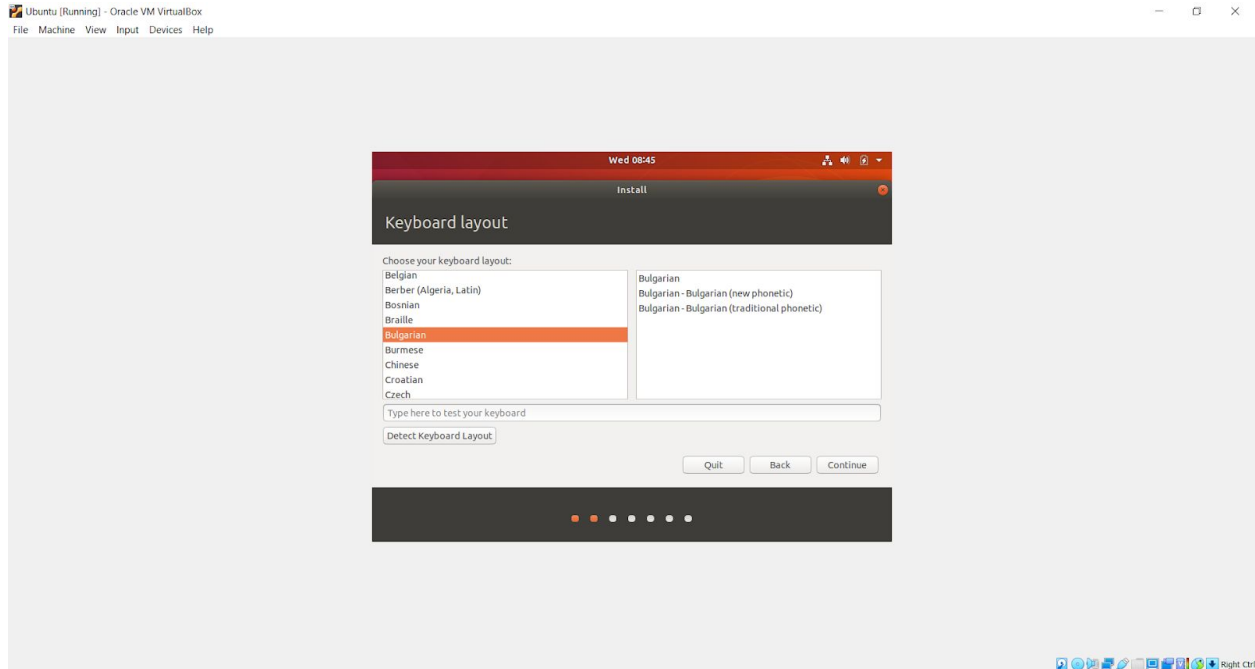 Ubuntu [Running] - Oracle VM VirtualBox
File Machine View Input Devices Help
Wed 08:45
Install
Keyboard layout
Choose your keyboard layout:
Belgian
Berber (Algeria, Latin)
Bosnian
Braille
Bulgarian
Burmese
Chinese
Croatian
Czech
Bulgarian
Bulgarian - Bulgarian (new phonetic)
Bulgarian - Bulgarian (traditional phonetic)
Type here to test your keyboard
Detect Keyboard Layout
Quit Back Continue
Right Ctrl